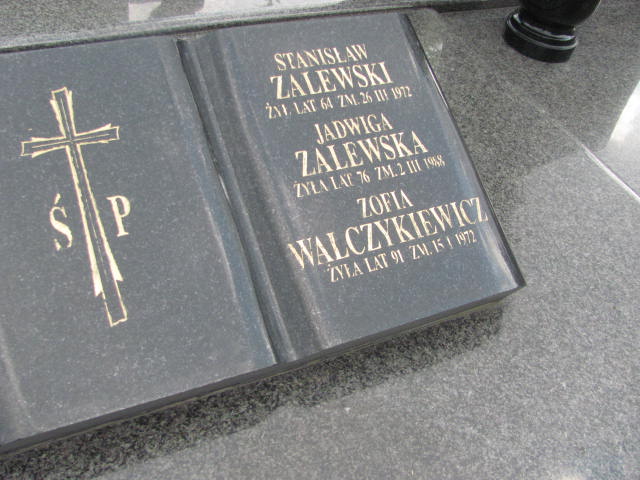 Ś P
STANISŁAW
ZALEWSKI
ŻYŁ LAT 64 ZM. 26 III 1972
JADWIGA
ZALEWSKA
ŻYŁA LAT 76 ZM. 2 III 1988
ZOFIA
WALCZYKIEWICZ
ŻYŁA LAT 91 ZM. 15 I 1972